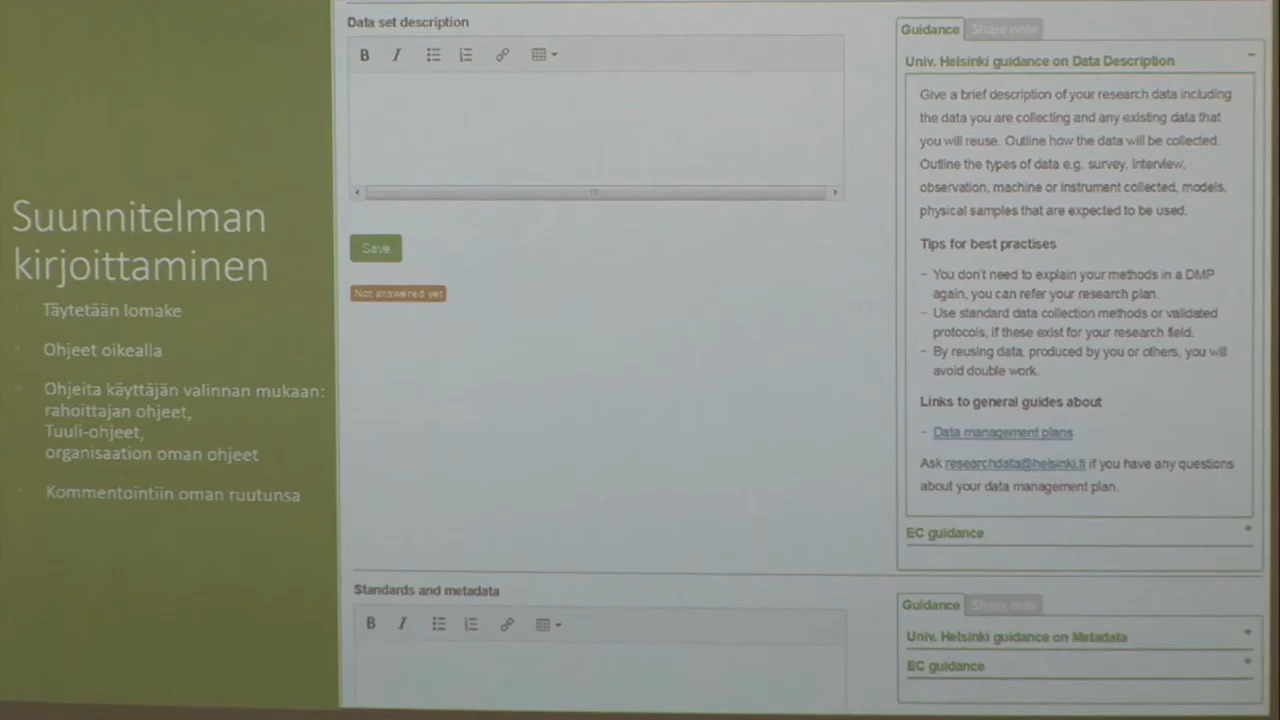 Suunnitelman
kirjoittaminen
Täytetään lomake
Ohjeet oikealla
Ohjeita käyttäjän valinnan mukaan:
rahoittajan ohjeet,
Tuuli-ohjeet,
organisaation oman ohjeet
Kommentointiin oman ruutunsa
Data set description
B I
Save
Not answered yet
Guidance Share note
Univ. Helsinki guidance on Data Description
Give a brief description of your research data including
the data you are collecting and any existing data that
you will reuse. Outline how the data will be collected.
Outline the types of data e.g. survey, interview,
observation, machine or instrument collected, models,
physical samples that are expected to be used.
Tips for best practises
– You don't need to explain your methods in a DMP
again, you can refer your research plan.
– Use standard data collection methods or validated
protocols, if these exist for your research field.
– By reusing data, produced by you or others, you will
avoid double work.
Links to general guides about
– Data management plans
Ask researchdata@helsinki.fi if you have any questions
about your data management plan.
EC guidance
Standards and metadata
B I
Guidance Share note
Univ. Helsinki guidance on Metadata
EC guidance